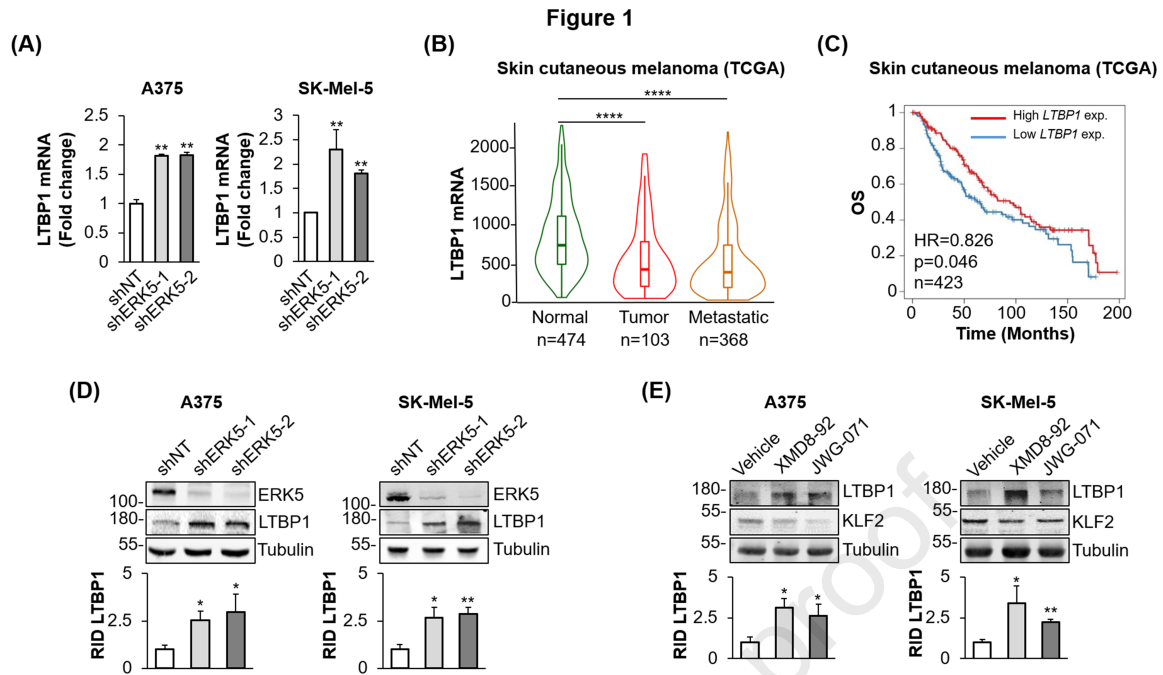 Figure 1
(A)
A375
LTBP1 mRNA
(Fold change)
2.5
2
1.5
1
0.5
0
**
**
shNT
shERK5-1
shERK5-2
SK-Mel-5
LTBP1 mRNA
(Fold change)
3
2.5
2
1.5
1
0.5
0
**
**
shNT
shERK5-1
shERK5-2
(B)
Skin cutaneous melanoma (TCGA)
****
****
LTBP1 mRNA
2000
1500
1000
500
0
Normal
n=474
Tumor
n=103
Metastatic
n=368
(C)
Skin cutaneous melanoma (TCGA)
High LTBP1 exp.
Low LTBP1 exp.
OS
1
0.8
0.6
0.4
0.2
0
HR=0.826
p=0.046
n=423
0 50 100 150 200
Time (Months)
(D)
A375
shNT
shERK5-1
shERK5-2
100-
ERK5
180-
LTBP1
55-
Tubulin
RID LTBP1
5
2.5
0
*
*
SK-Mel-5
shNT
shERK5-1
shERK5-2
100-
ERK5
180-
LTBP1
55-
Tubulin
5
2.5
0
*
**
(E)
A375
Vehicle
XMD8-92
JWG-071
180-
LTBP1
KLF2
55-
Tubulin
RID LTBP1
5
2.5
0
*
*
SK-Mel-5
Vehicle
XMD8-92
JWG-071
180-
LTBP1
55-
KLF2
55-
Tubulin
RID LTBP1
5
2.5
0
*
**
proof